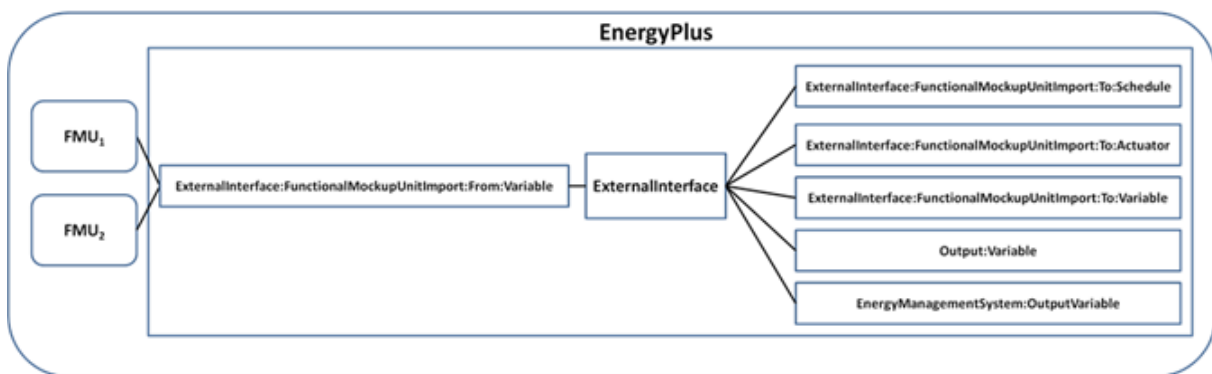 EnergyPlus
FMU1
FMU2
ExternalInterface:FunctionalMockupUnitImport:From:Variable
ExternalInterface
ExternalInterface:FunctionalMockupUnitImport:To:Schedule
ExternalInterface:FunctionalMockupUnitImport:To:Actuator
ExternalInterface:FunctionalMockupUnitImport:To:Variable
Output:Variable
EnergyManagementSystem:OutputVariable